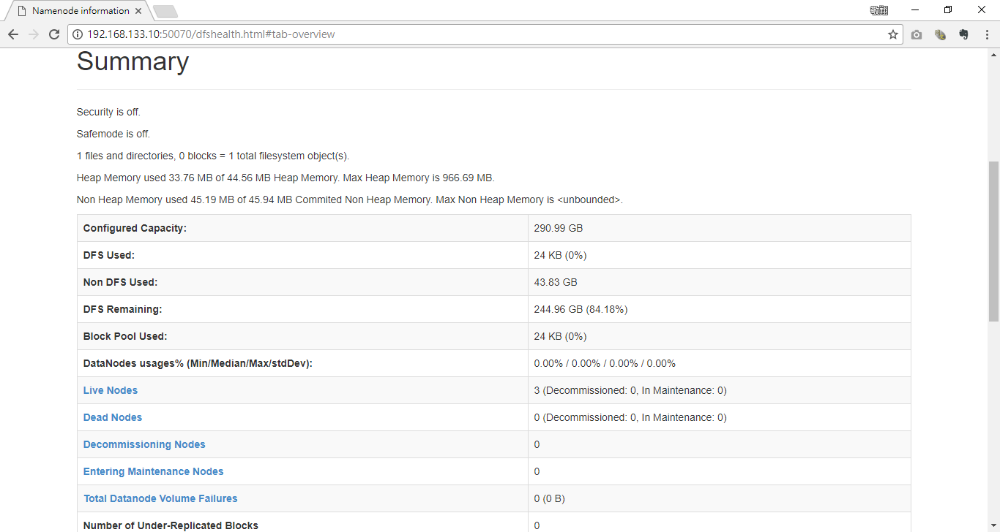 Namenode information
敬翔
192.168.133.10:50070/dfshealth.html#tab-overview
Summary
Security is off.
Safemode is off.
1 files and directories, 0 blocks = 1 total filesystem object(s).
Heap Memory used 33.76 MB of 44.56 MB Heap Memory. Max Heap Memory is 966.69 MB.
Non Heap Memory used 45.19 MB of 45.94 MB Commited Non Heap Memory. Max Non Heap Memory is <unbounded>.
Configured Capacity: 290.99 GB
DFS Used: 24 KB (0%)
Non DFS Used: 43.83 GB
DFS Remaining: 244.96 GB (84.18%)
Block Pool Used: 24 KB (0%)
DataNodes usages% (Min/Median/Max/stdDev): 0.00% / 0.00% / 0.00% / 0.00%
Live Nodes 3 (Decommissioned: 0, In Maintenance: 0)
Dead Nodes 0 (Decommissioned: 0, In Maintenance: 0)
Decommissioning Nodes 0
Entering Maintenance Nodes 0
Total Datanode Volume Failures 0 (0 B)
Number of Under-Replicated Blocks 0